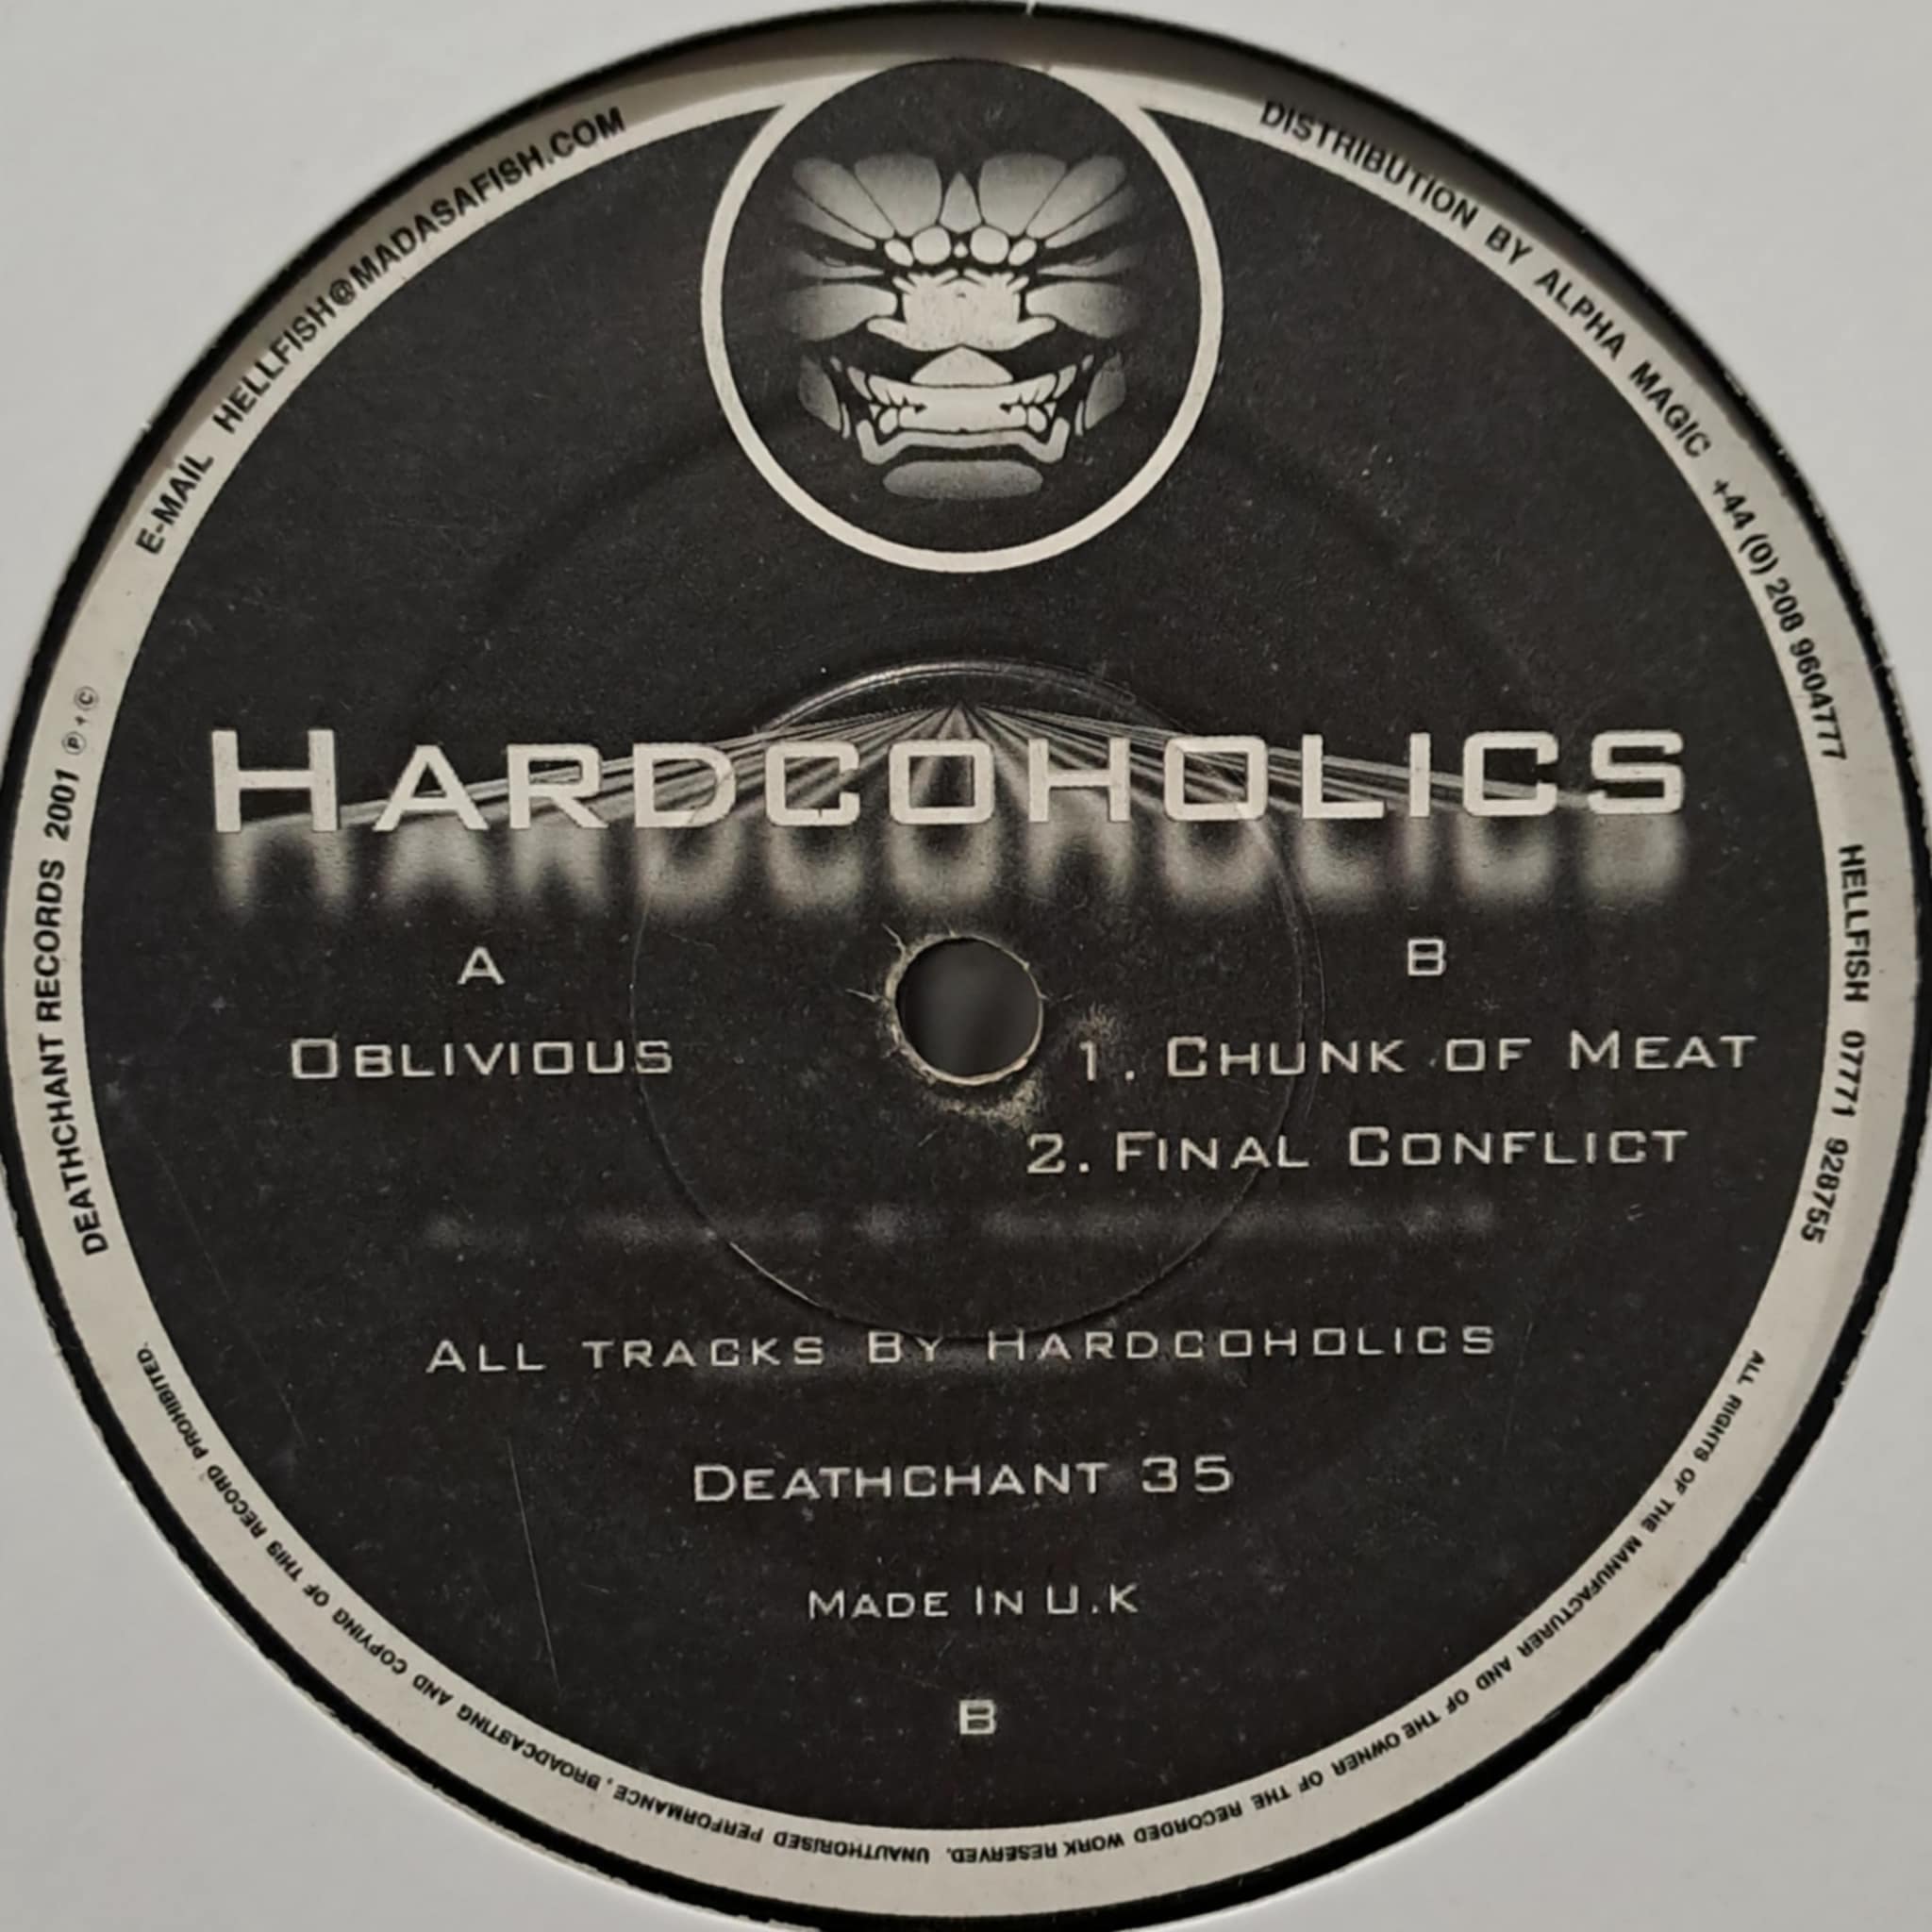 DEATHCHANT RECORDS 2001 Ⓟ + Ⓒ
E-MAIL HELLFISH@MADASAFISH.COM
DISTRIBUTION BY ALPHA MAGIC +44 (0) 208 9604777
HELLFISH 07771 928755
HARDCOHOLICS
A
OBLIVIOUS
B
1. CHUNK OF MEAT
2. FINAL CONFLICT
ALL TRACKS BY HARDCOHOLICS
DEATHCHANT 35
MADE IN U.K
B
ALL RIGHTS OF THE MANUFACTURER AND OF THE OWNER OF THE RECORDED WORK RESERVED. UNAUTHORISED PERFORMANCE, BROADCASTING AND COPYING OF THIS RECORD PROHIBITED.